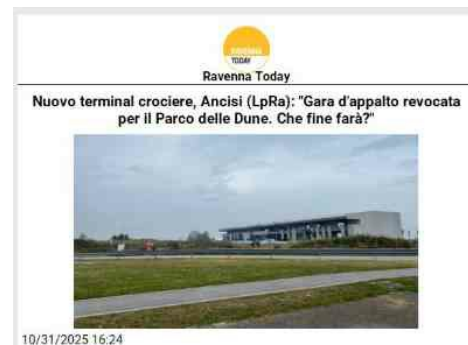 TODAY
Ravenna Today
Nuovo terminal crociere, Ancisi (LpRa): "Gara d'appalto revocata
per il Parco delle Dune. Che fine farà?"
10/31/2025 16:24